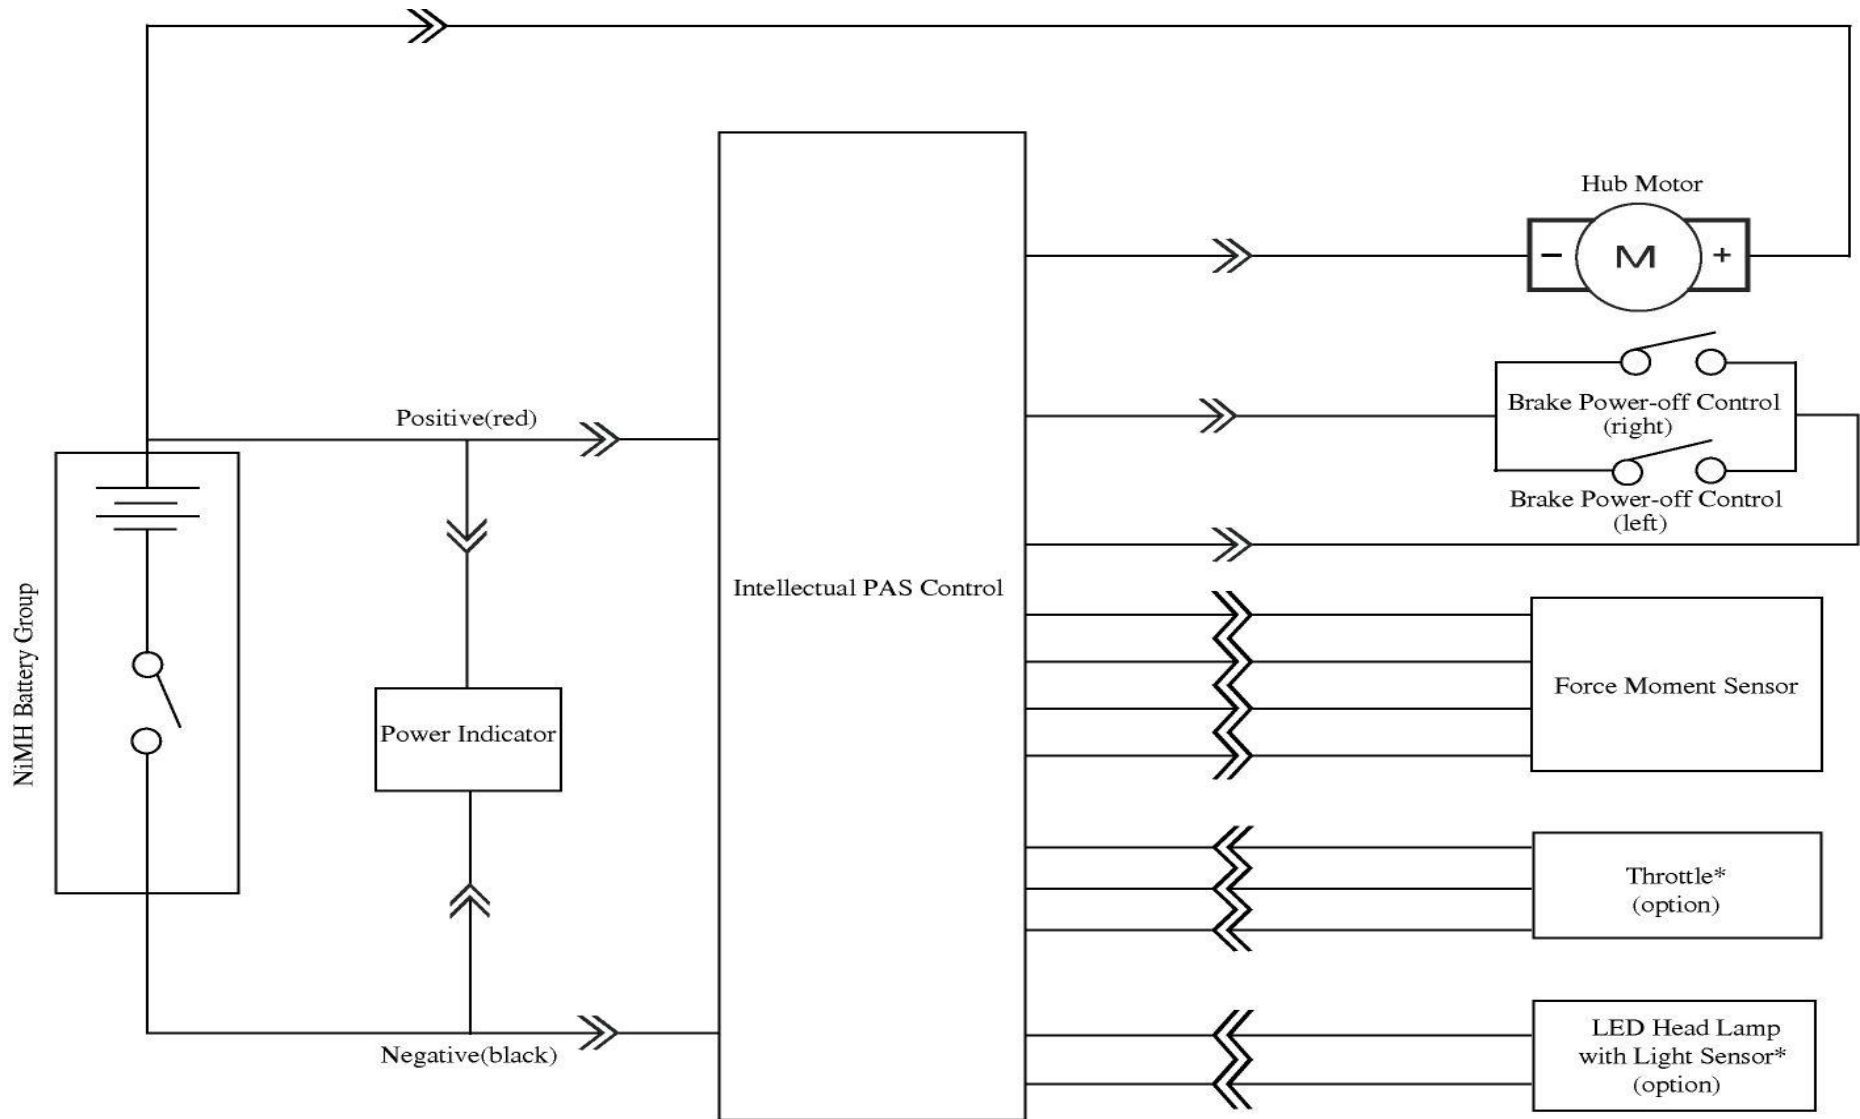 Hub Motor
−
M
+
Positive(red)
Brake Power-off Control
(right)
Brake Power-off Control
(left)
NiMH Battery Group
Intellectual PAS Control
Force Moment Sensor
Power Indicator
Throttle*
(option)
Negative(black)
LED Head Lamp
with Light Sensor*
(option)